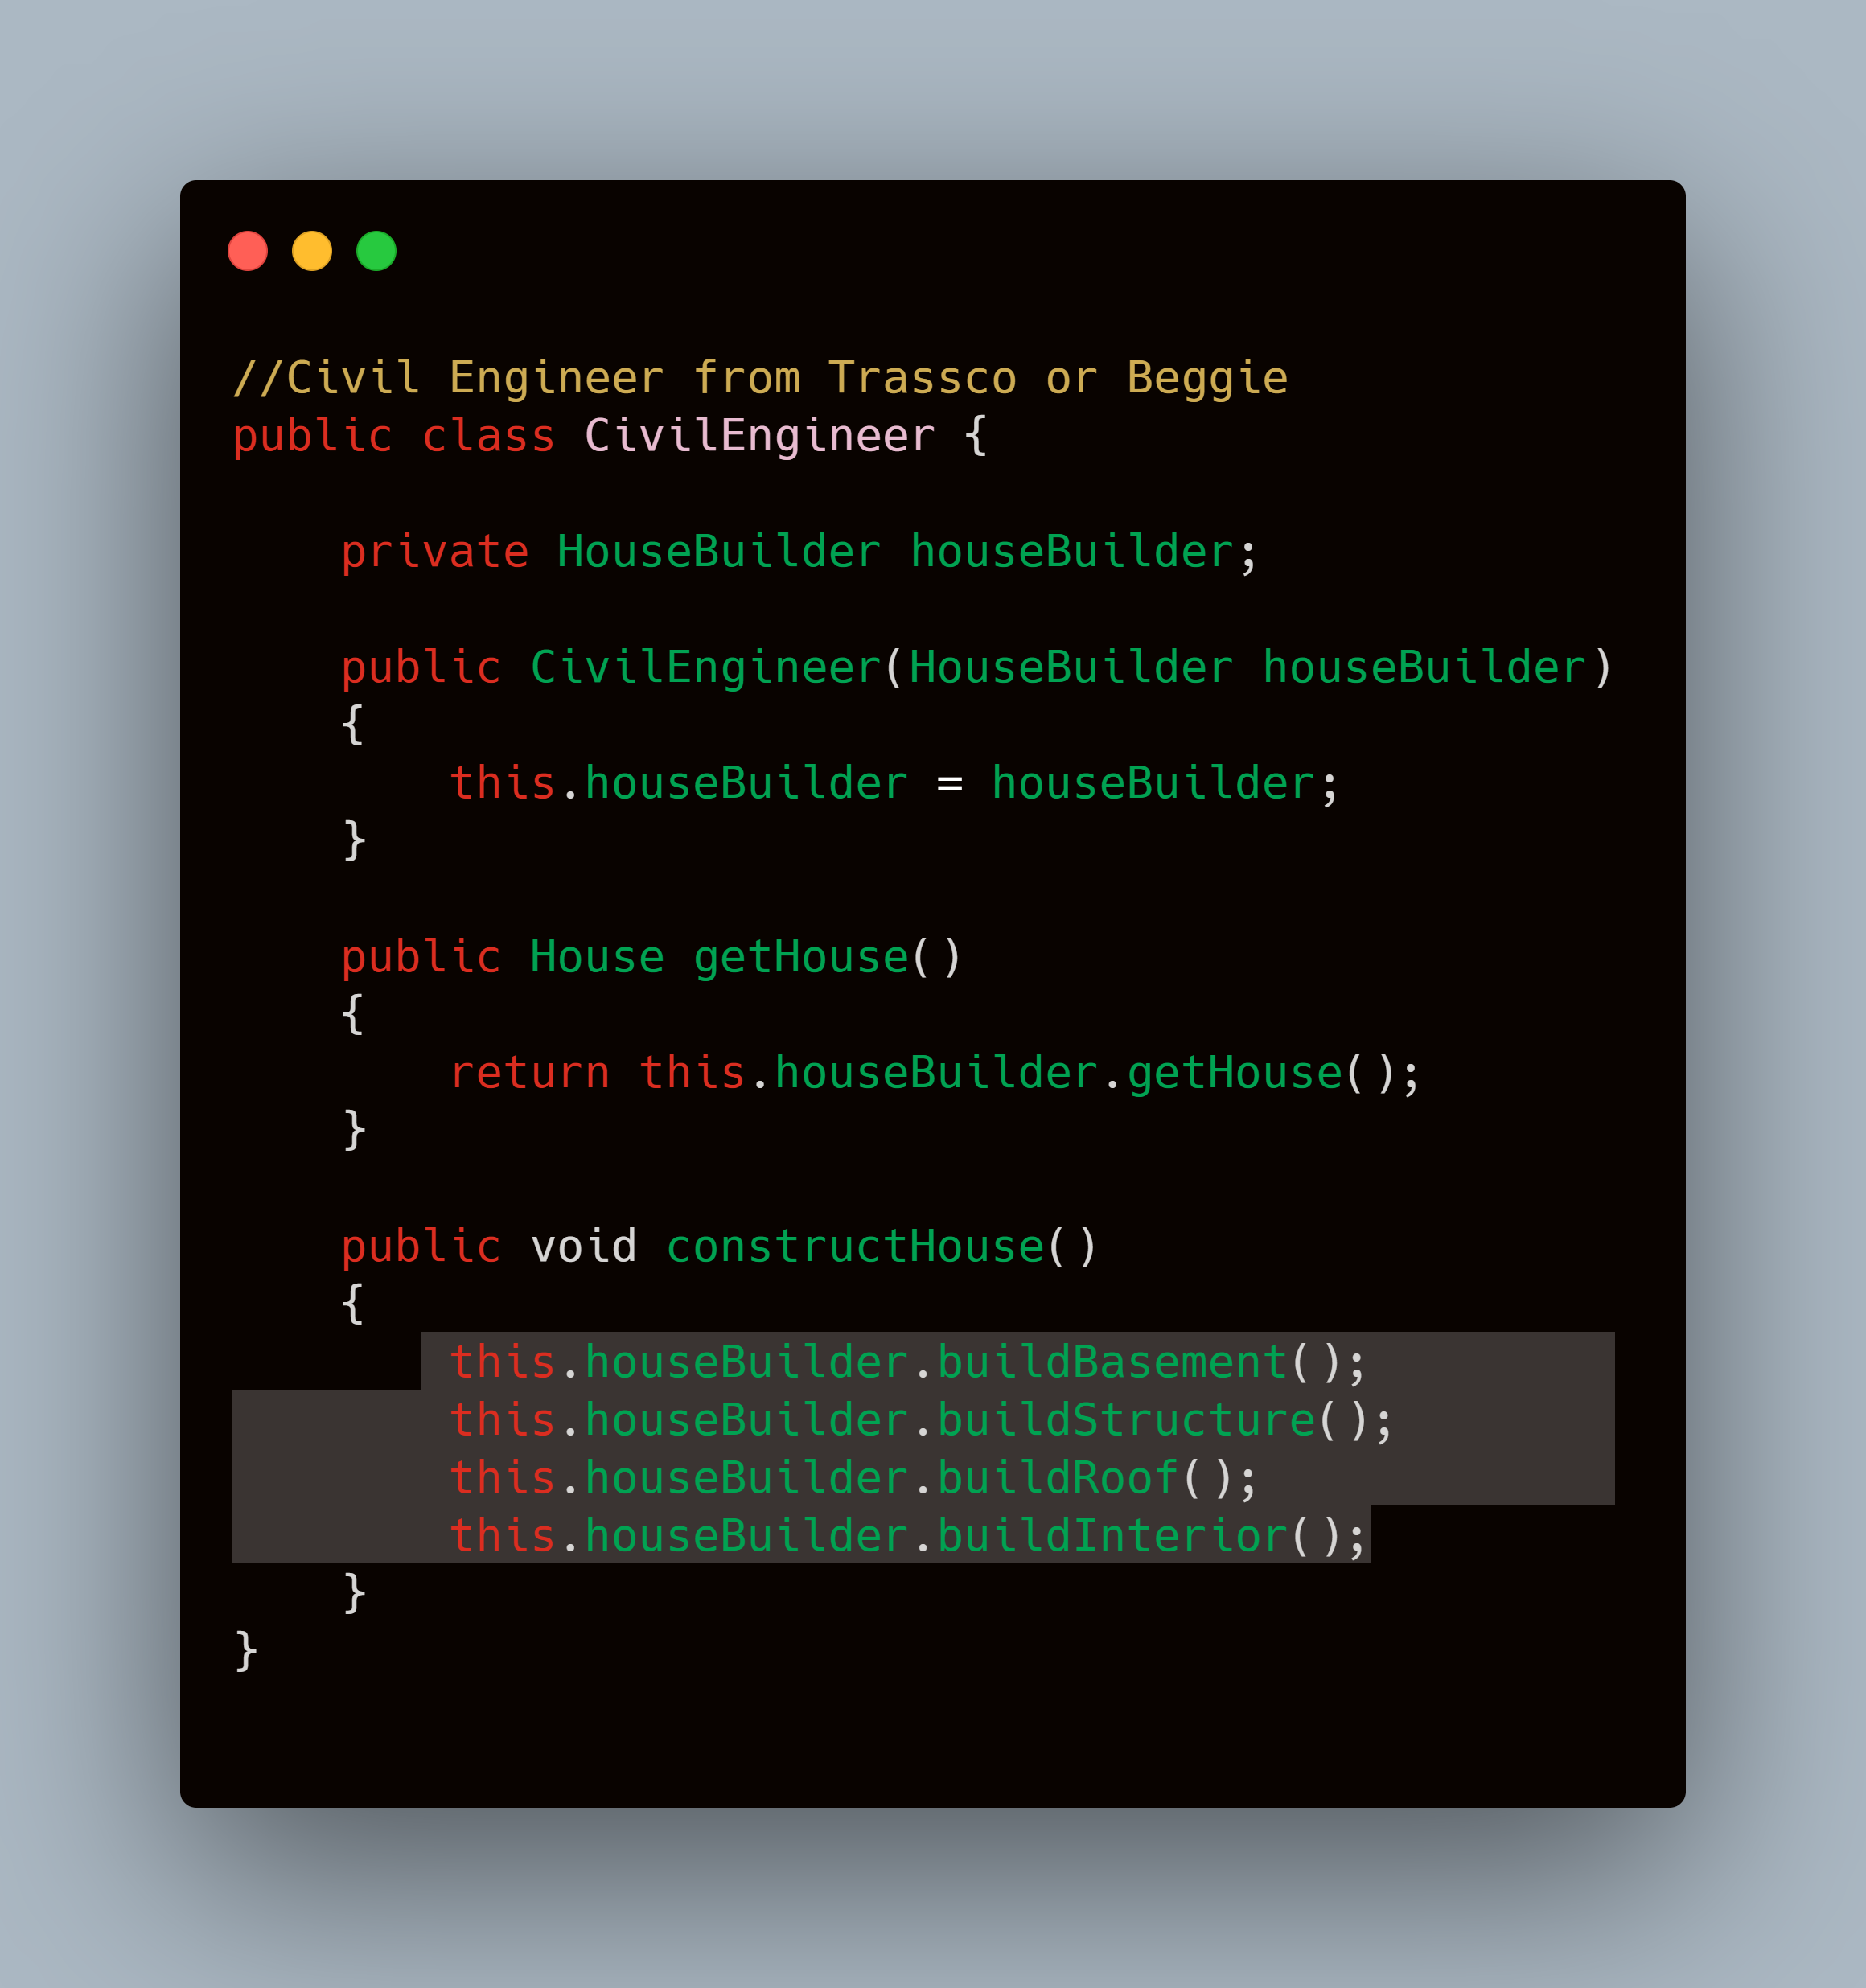 //Civil Engineer from Trassco or Beggie
public class CivilEngineer {
private HouseBuilder houseBuilder;
public CivilEngineer(HouseBuilder houseBuilder)
{
this.houseBuilder = houseBuilder;
}
public House getHouse()
{
return this.houseBuilder.getHouse();
}
public void constructHouse()
{
this.houseBuilder.buildBasement();
this.houseBuilder.buildStructure();
this.houseBuilder.buildRoof();
this.houseBuilder.buildInterior();
}
}